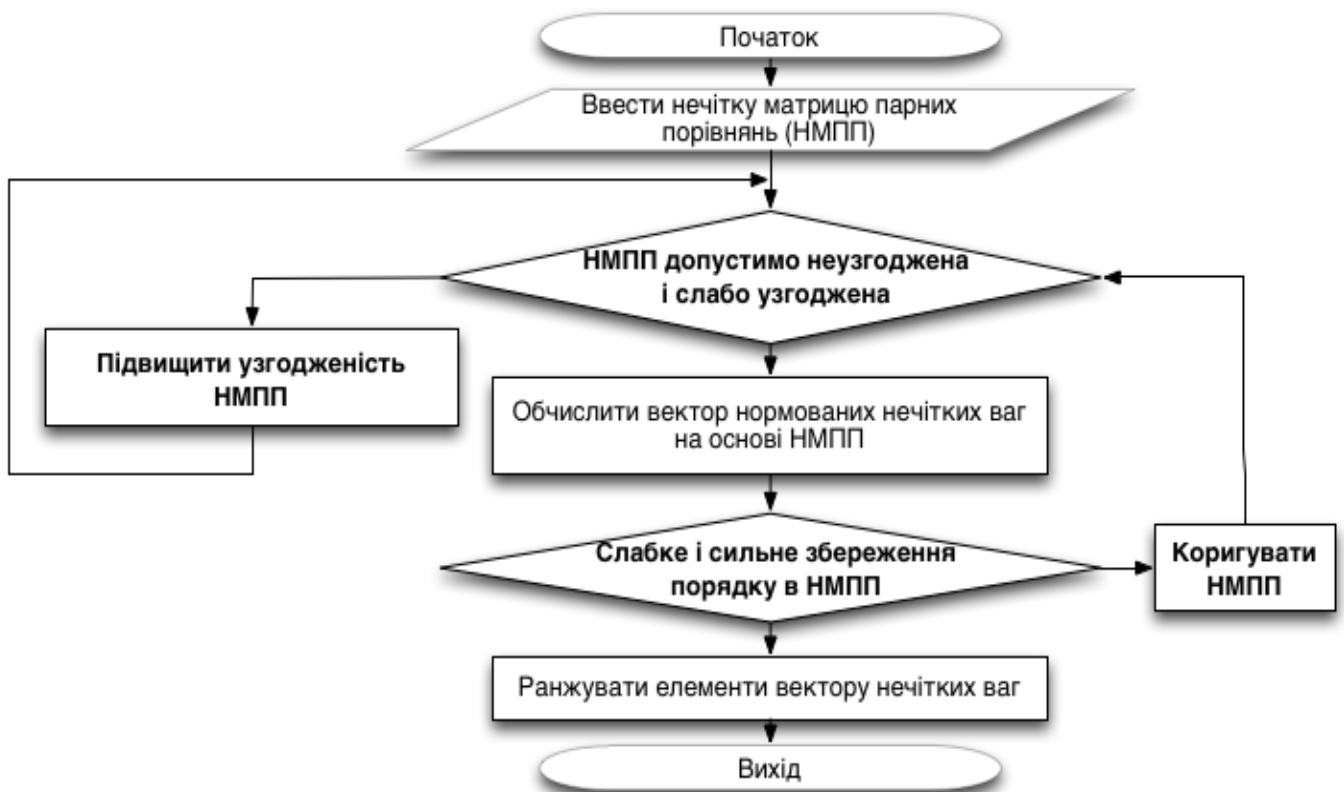 Початок
Ввести нечітку матрицю парних
порівнянь (НМПП)
НМПП допустимо неузгоджена
і слабо узгоджена
Підвищити узгодженість
НМПП
Обчислити вектор нормованих нечітких ваг
на основі НМПП
Слабке і сильне збереження
порядку в НМПП
Коригувати
НМПП
Ранжувати елементи вектору нечітких ваг
Вихід